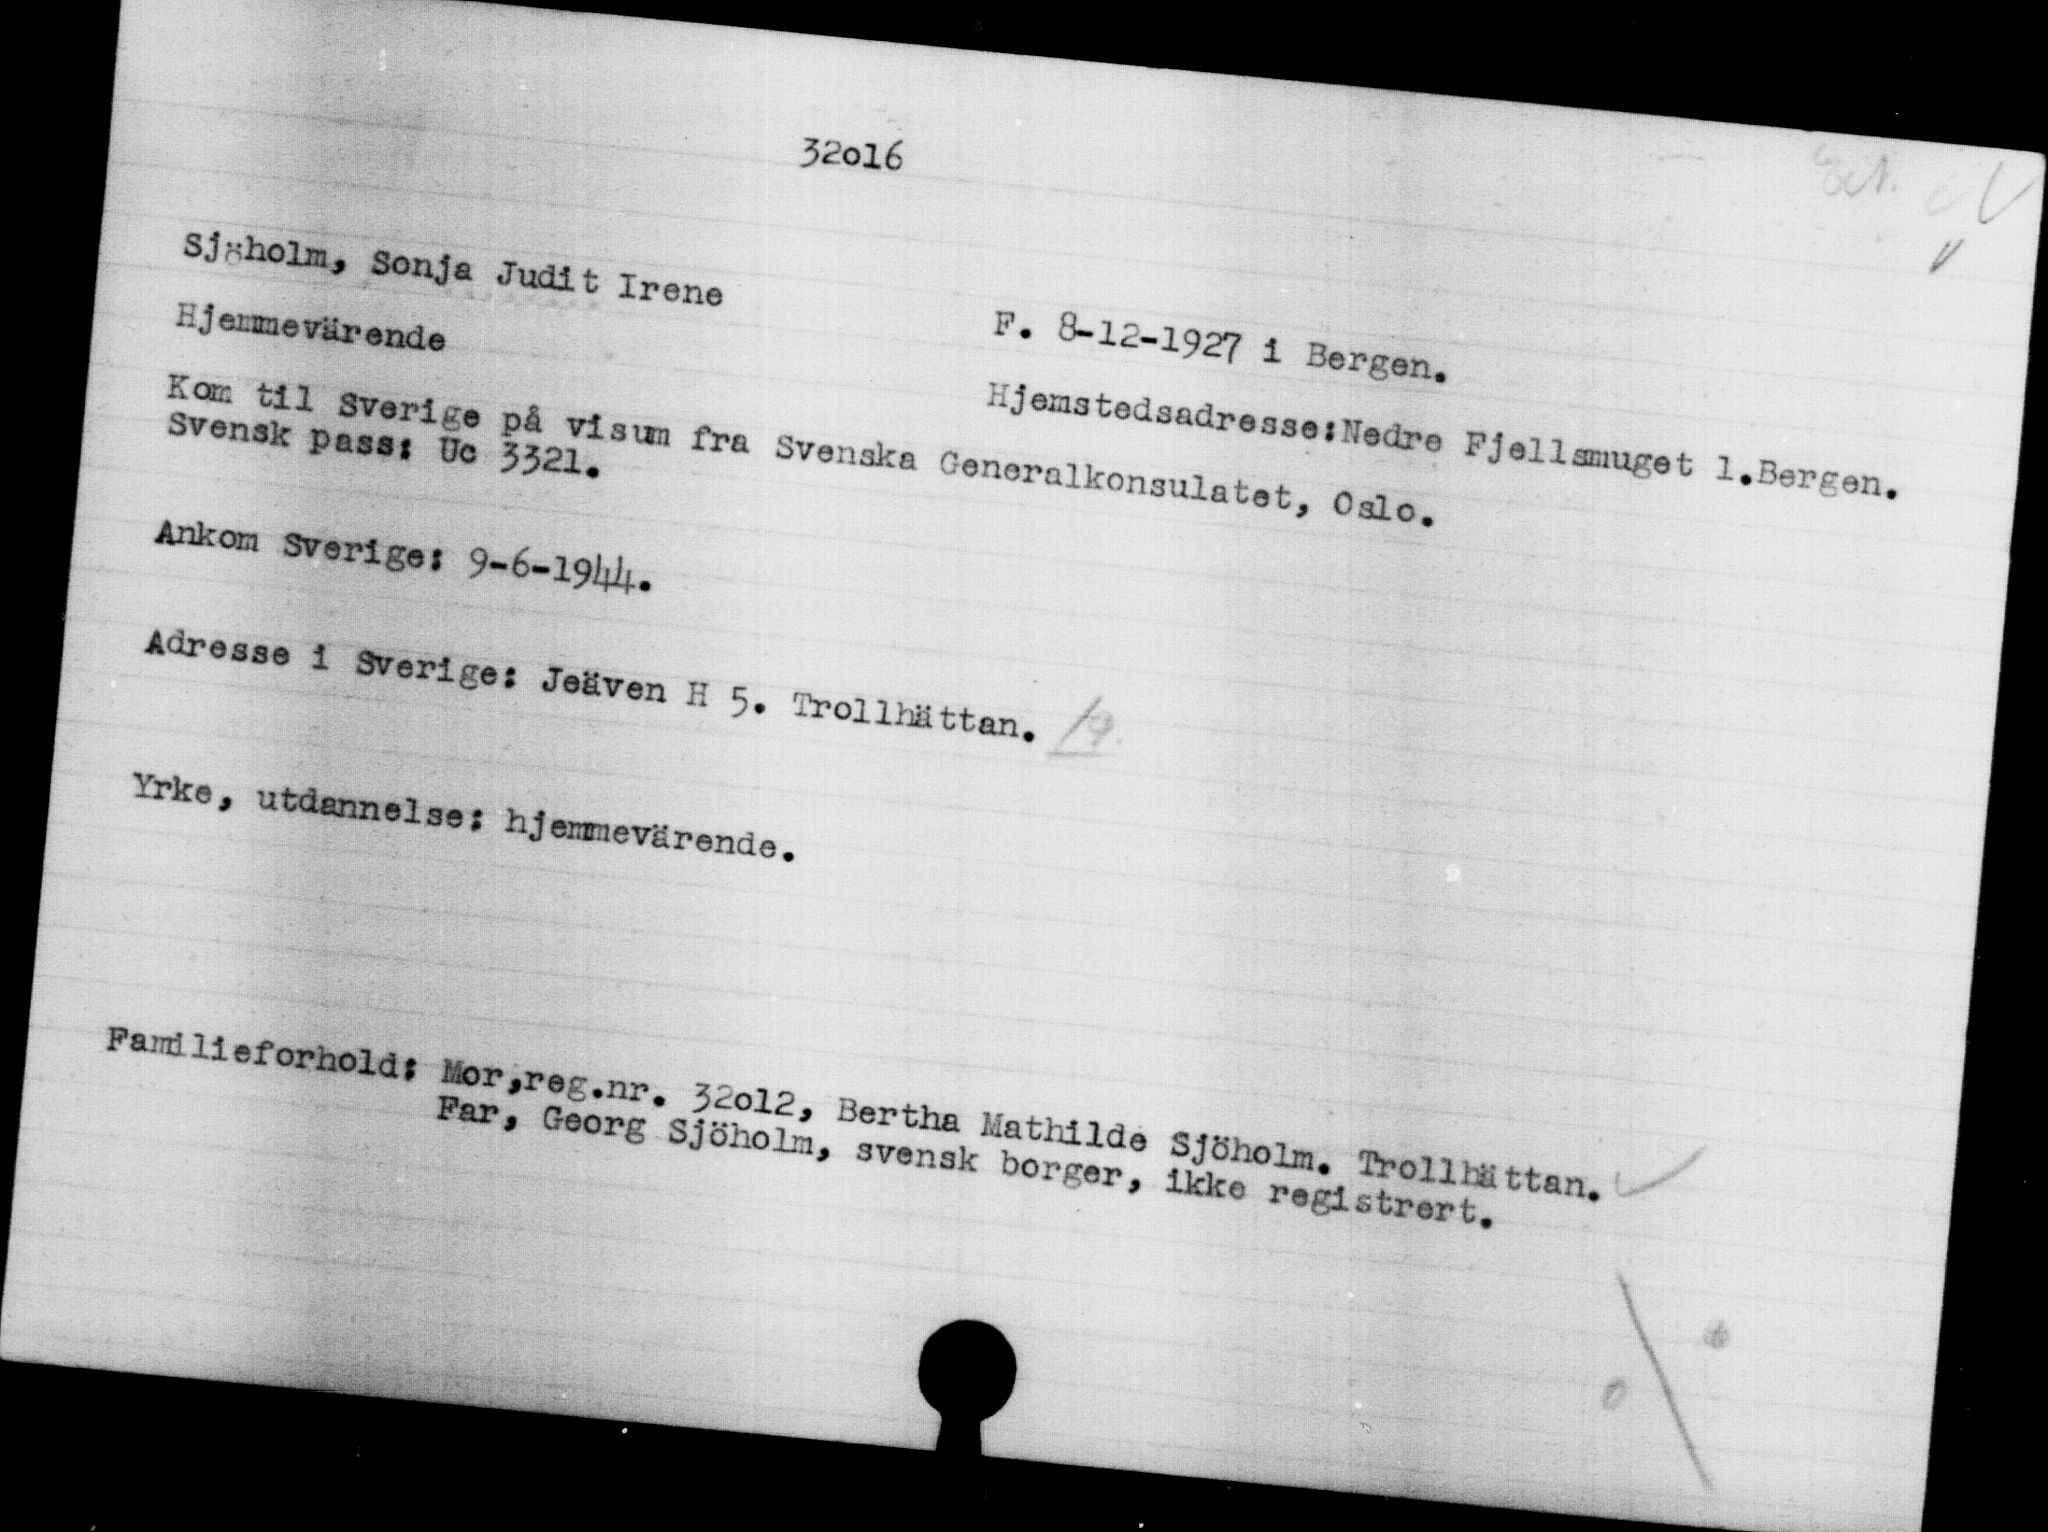 32o16
Sjöholm, Sonja Judit Irene
F. 8-12-1927 i Bergen.
Hjemmevärende
Hjemstedsadresse:Nedre Fjellsmuget 1.Bergen.
Kom til Sverige på visum fra Svenska Generalkonsulatet, Oslo.
Svensk pass: Uc 3321.
Ankom Sverige: 9-6-1944.
Adresse i Sverige: Jeäven H 5. Trollhättan.
Yrke, utdannelse: hjemmevärende.
Familieforhold: Mor,reg.nr. 32o12, Bertha Mathilde Sjöholm. Trollhättan.
Far, Georg Sjöholm, svensk borger, ikke registrert.